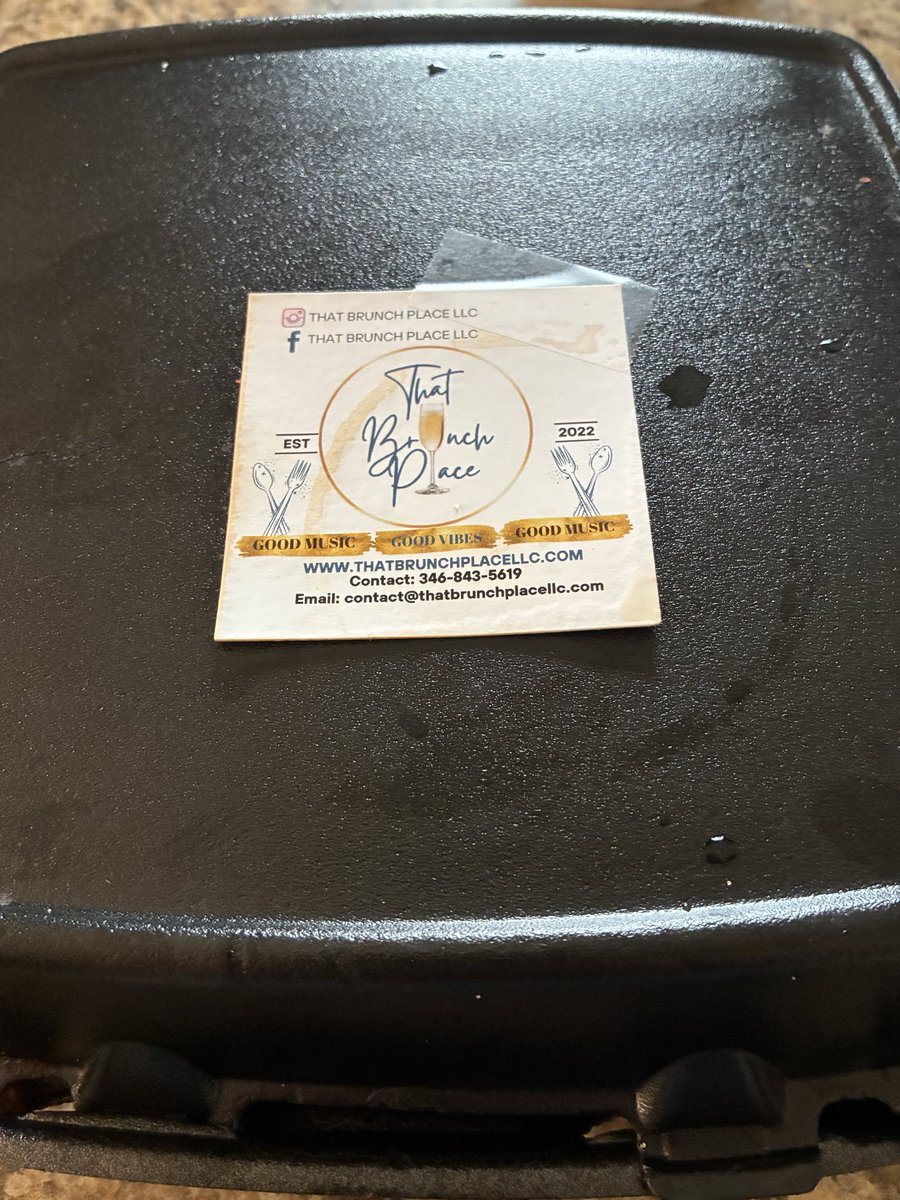 THAT BRUNCH PLACE LLC
f THAT BRUNCH PLACE LLC
That
Brunch
Place
EST
2022
GOOD MUSIC
GOOD VIBES
GOOD MUSIC
WWW.THATBRUNCHPLACELLC.COM
Contact: 346-843-5619
Email: contact@thatbrunchplacellc.com